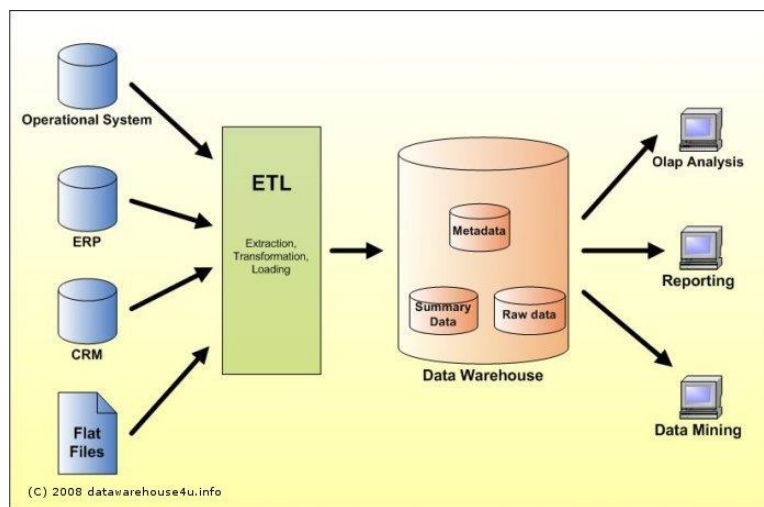 Operational System
ERP
CRM
Flat
Files
ETL
Extraction,
Transformation,
Loading
Metadata
Summary
Data
Raw data
Data Warehouse
Olap Analysis
Reporting
Data Mining
(C) 2008 datawarehouse4u.info